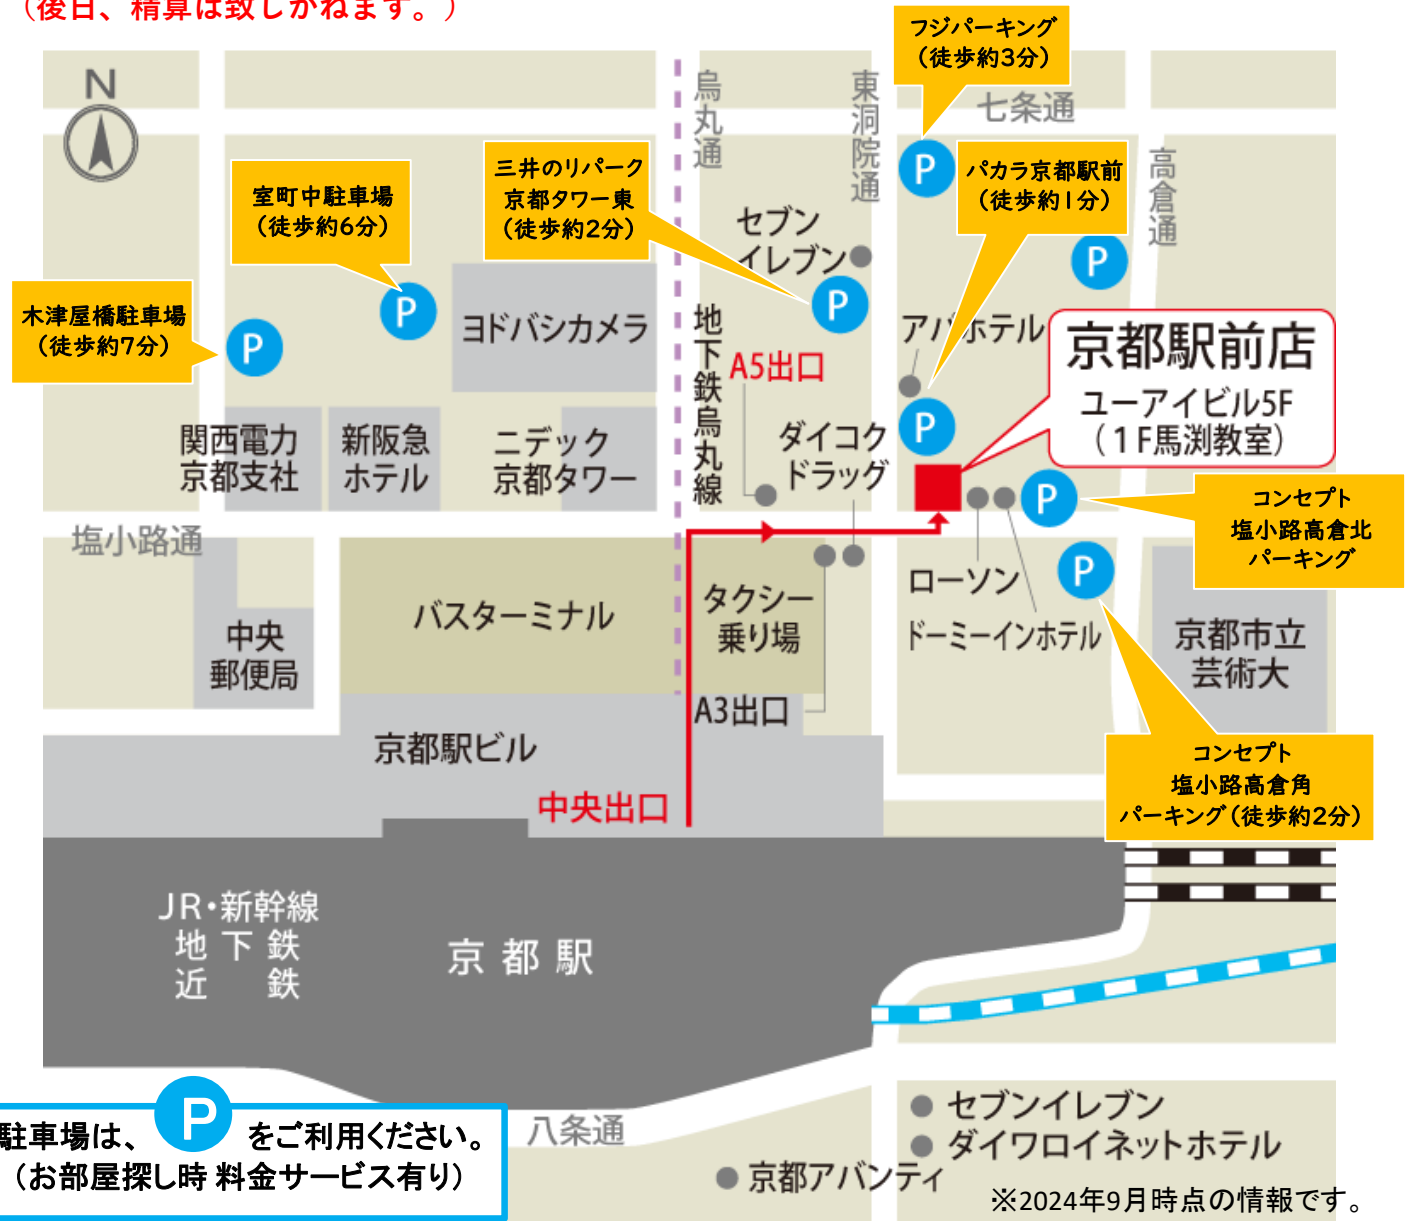 （後日、精算は致しかねます。）
フジパーキング
（徒歩約3分）
N
烏丸通
東洞院通
七条通
高倉通
三井のリパーク
京都タワー東
（徒歩約2分）
パカラ京都駅前
（徒歩約1分）
室町中駐車場
（徒歩約6分）
P
P
セブン
イレブン
P
P
木津屋橋駐車場
（徒歩約7分）
P
P
ヨドバシカメラ
地下鉄烏丸線
A5出口
アパホテル
京都駅前店
ユーアイビル5F
（１F馬渕教室）
P
関西電力
京都支社
新阪急
ホテル
ニデック
京都タワー
ダイコク
ドラッグ
P
コンセプト
塩小路高倉北
パーキング
塩小路通
P
ローソン
ドーミーインホテル
バスターミナル
タクシー
乗り場
中央
郵便局
京都市立
芸術大
A3出口
京都駅ビル
中央出口
コンセプト
塩小路高倉角
パーキング（徒歩約2分）
JR・新幹線
地下鉄
近鉄
京都駅
八条通
駐車場は、 P をご利用ください。
（お部屋探し時 料金サービス有り）
セブンイレブン
ダイワロイネットホテル
京都アバンティ
※2024年9月時点の情報です。